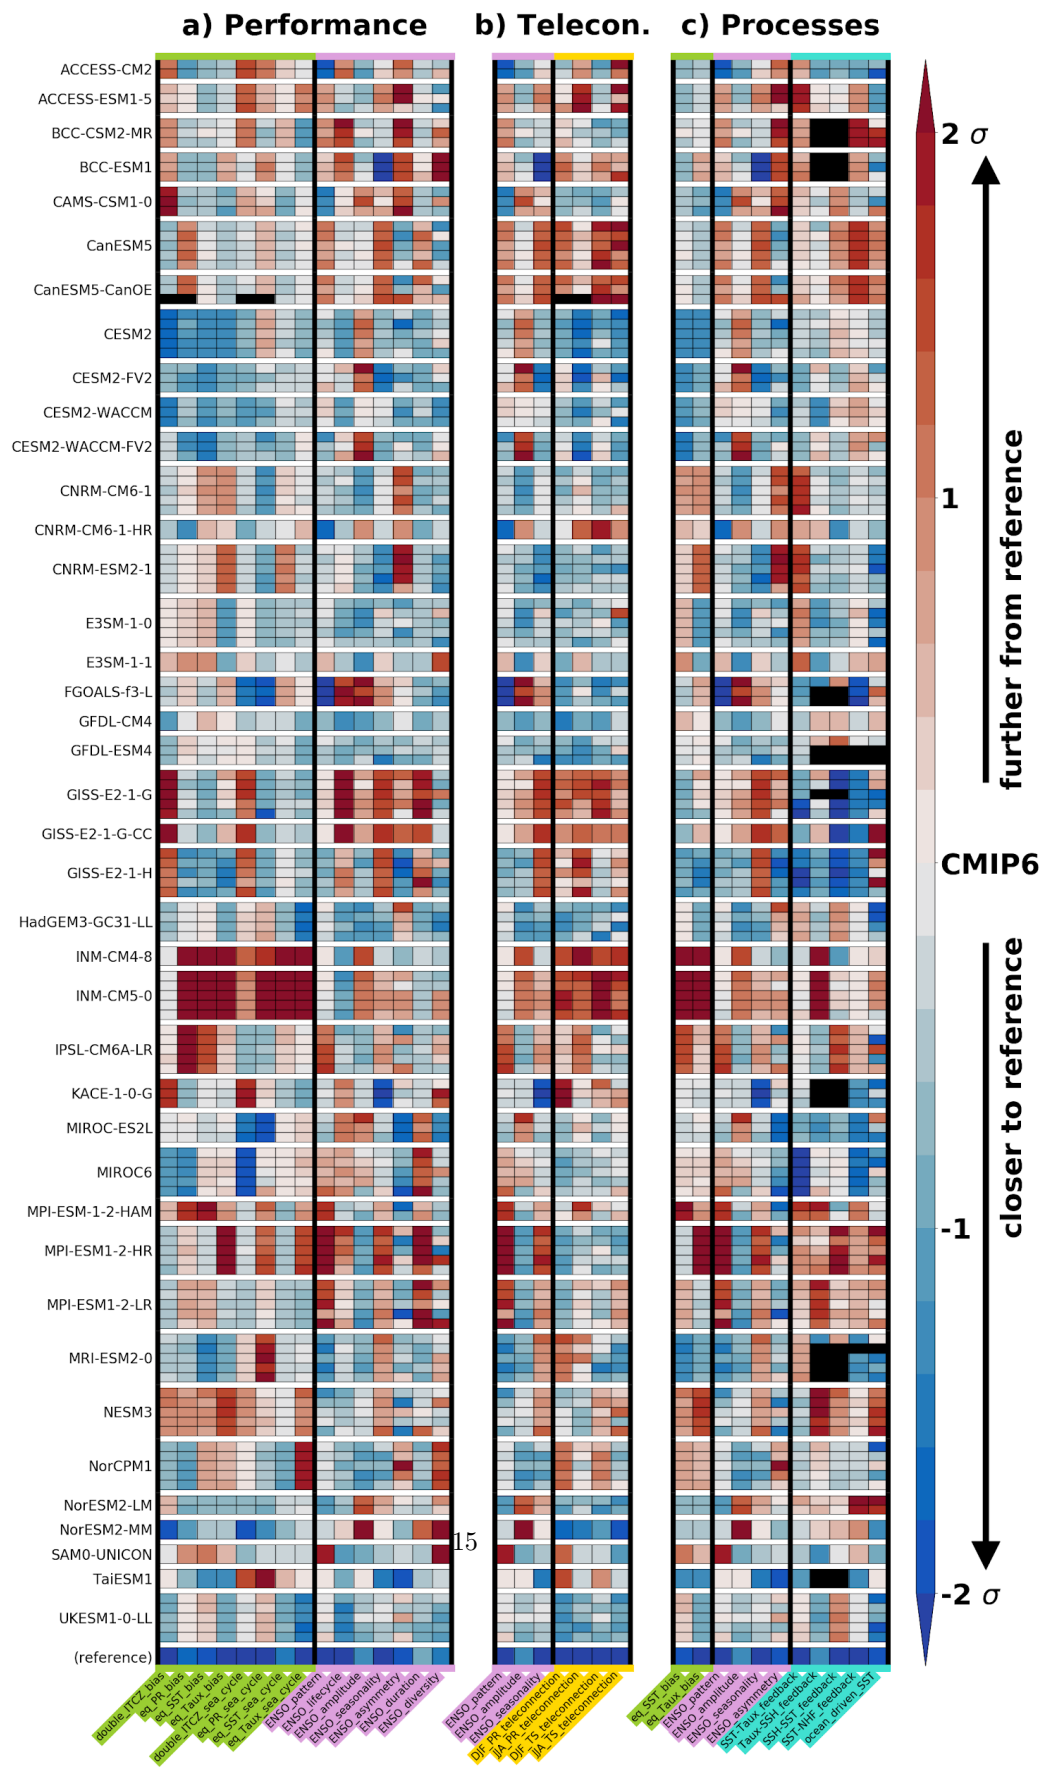 a) Performance
b) Telecon.
c) Processes
ACCESS-CM2
ACCESS-ESM1-5
BCC-CSM2-MR
BCC-ESM1
CAMS-CSM1-0
CanESM5
CanESM5-CanOE
CESM2
CESM2-FV2
CESM2-WACCM
CESM2-WACCM-FV2
CNRM-CM6-1
CNRM-CM6-1-HR
CNRM-ESM2-1
E3SM-1-0
E3SM-1-1
FGOALS-f3-L
GFDL-CM4
GFDL-ESM4
GISS-E2-1-G
GISS-E2-1-G-CC
GISS-E2-1-H
HadGEM3-GC31-LL
INM-CM4-8
INM-CM5-0
IPSL-CM6A-LR
KACE-1-0-G
MIROC-ES2L
MIROC6
MPI-ESM-1-2-HAM
MPI-ESM1-2-HR
MPI-ESM1-2-LR
MRI-ESM2-0
NESM3
NorCPM1
NorESM2-LM
NorESM2-MM
SAM0-UNICON
TaiESM1
UKESM1-0-LL
(reference)
15
2 σ
1
CMIP6
-1
-2 σ
further from reference
closer to reference
double_ITCZ_bias
eq_PR_bias
eq_SST_bias
eq_Taux_bias
double_ITCZ_sea_cycle
eq_PR_sea_cycle
eq_SST_sea_cycle
eq_Taux_sea_cycle
ENSO_pattern
ENSO_lifecycle
ENSO_amplitude
ENSO_seasonality
ENSO_asymmetry
ENSO_duration
ENSO_diversity
ENSO_pattern
ENSO_amplitude
ENSO_seasonality
DJF_PR_teleconnection
JJA_PR_teleconnection
DJF_TS_teleconnection
JJA_TS_teleconnection
eq_SST_bias
eq_Taux_bias
ENSO_pattern
ENSO_amplitude
ENSO_seasonality
ENSO_asymmetry
SST-Taux_feedback
Taux-SSH_feedback
SSH-SST_feedback
SST-NHF_feedback
ocean_driven_SST